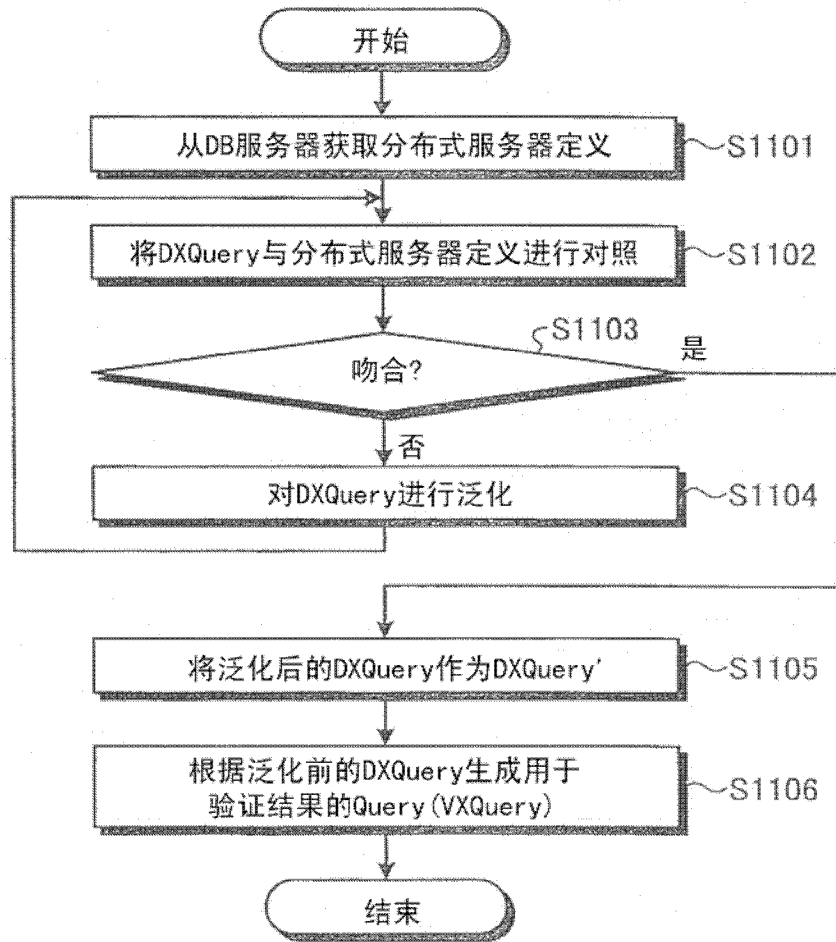 开始
从DB服务器获取分布式服务器定义
S1101
将DXQuery与分布式服务器定义进行对照
S1102
S1103
吻合?
是
否
对DXQuery进行泛化
S1104
将泛化后的DXQuery作为DXQuery'
S1105
根据泛化前的DXQuery生成用于
验证结果的Query(VXQuery)
S1106
结束